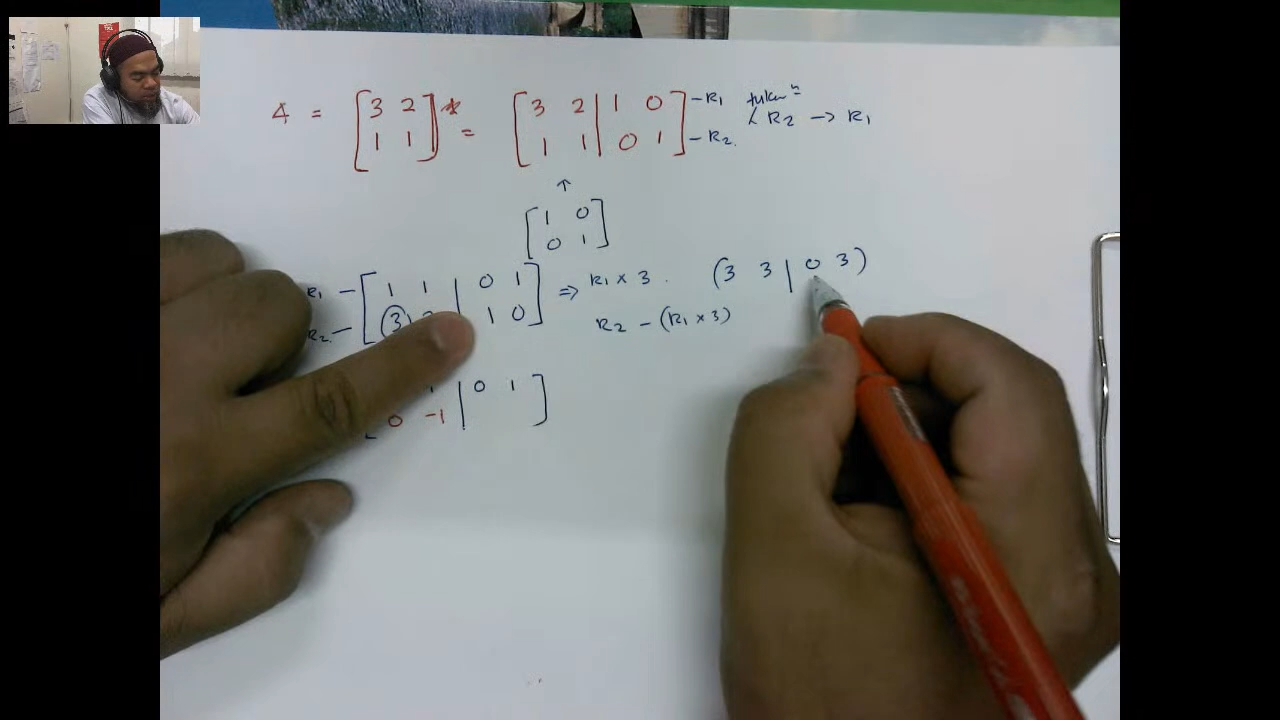 A = [3 2] = [3 2 | 1 0] - R1 tukar
[1 1] [1 1 | 0 1] - R2. R2 → R1
↑
[1 0]
[0 1]
R1 - [1 1 | 0 1] ⇒ R1 × 3. (3 3 | 0 3)
R2 - [3 | 1 0] R2 - (R1 × 3)
[ 1 | 0 1 ]
[0 -1 | ]